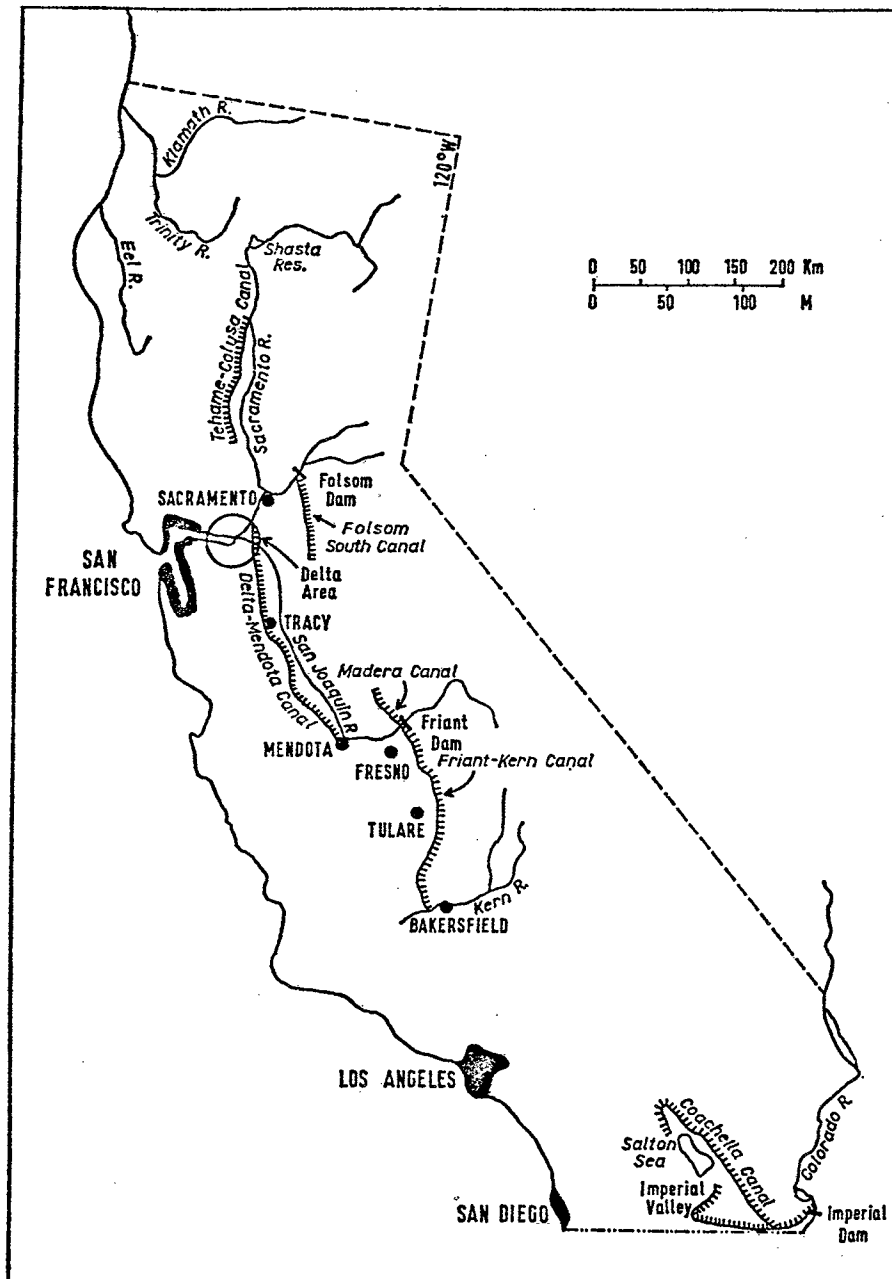 Klamath R.
120°W.
Trinity R.
Eel R.
Shasta
Res.
0 50 100 150 200 Km
0 50 100 M
Tehame-Colusa Canal
Sacramento R.
SACRAMENTO
Folsom
Dam
Folsom
South Canal
SAN
FRANCISCO
Delta
Area
Delta-Mendota Canal
TRACY
San Joaquin R.
Madera Canal
MENDOTA
Friant
Dam
FRESNO
Friant-Kern Canal
TULARE
Kern R.
BAKERSFIELD
LOS ANGELES
Coachella Canal
Colorado R.
Salton
Sea
Imperial
Valley
SAN DIEGO
Imperial
Dam